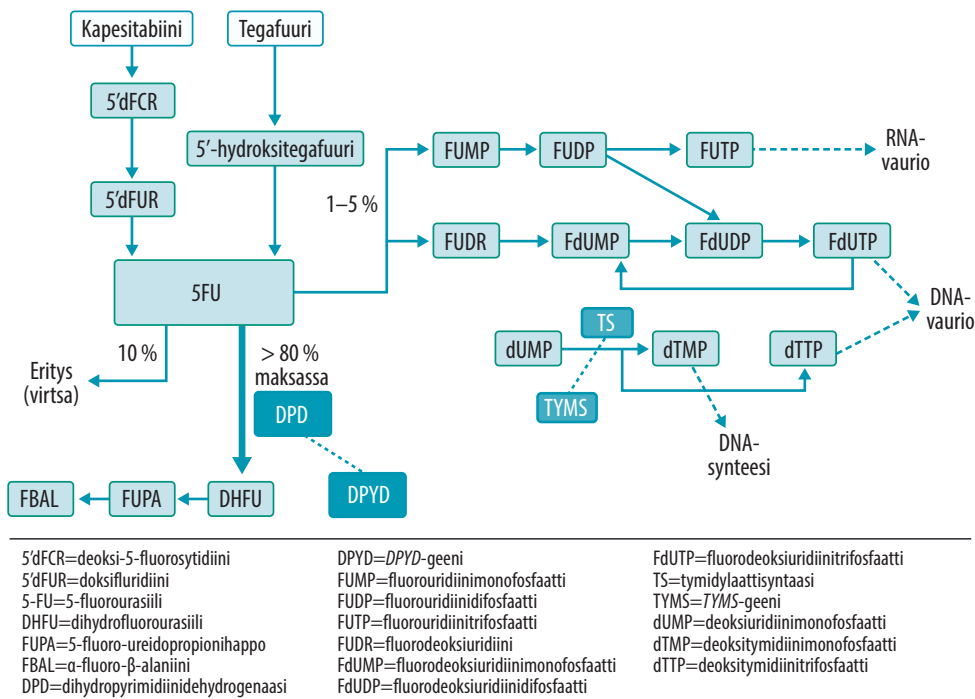 Kapesitabiini
Tegafuuri
5'dFCR
5'-hydroksitegafuuri
5'dFUR
5FU
1–5 %
FUMP
FUDP
FUTP
RNA-
vaurio
FUDR
FdUMP
FdUDP
FdUTP
DNA-
vaurio
TS
dUMP
dTMP
dTTP
TYMS
DNA-
synteesi
10 %
Eritys
(virtsa)
> 80 %
maksassa
DPD
DPYD
FBAL
FUPA
DHFU
5'dFCR=deoksi-5-fluorosytidiini
5'dFUR=doksifluridiini
5-FU=5-fluorourasiili
DHFU=dihydrofluorourasiili
FUPA=5-fluoro-ureidopropionihappo
FBAL=α-fluoro-β-alaniini
DPD=dihydropyrimidiinidehydrogenaasi
DPYD=DPYD-geeni
FUMP=fluorouridiinimonofosfaatti
FUDP=fluorouridiinidifosfaatti
FUTP=fluorouridiinitrifosfaatti
FUDR=fluorodeoksiuridiini
FdUMP=fluorodeoksiuridiinimonofosfaatti
FdUDP=fluorodeoksiuridiinidifosfaatti
FdUTP=fluorodeoksiuridiinitrifosfaatti
TS=tymidylaattisyntaasi
TYMS=TYMS-geeni
dUMP=deoksiuridiinimonofosfaatti
dTMP=deoksitymidiinimonofosfaatti
dTTP=deoksitymidiinitrifosfaatti